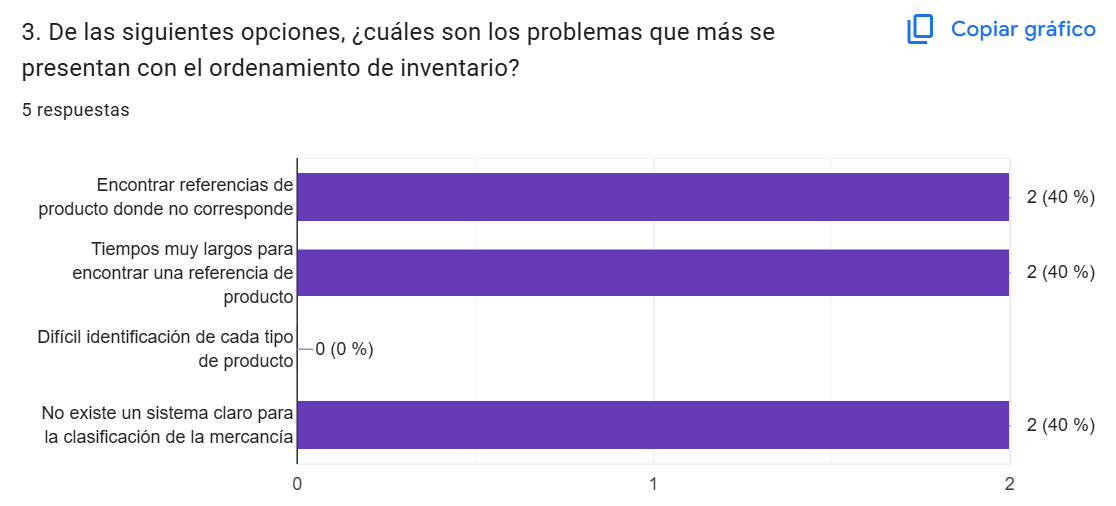 3. De las siguientes opciones, ¿cuáles son los problemas que más se
presentan con el ordenamiento de inventario?
Copiar gráfico
5 respuestas
Encontrar referencias de
producto donde no corresponde
2 (40 %)
Tiempos muy largos para
encontrar una referencia de
producto
2 (40 %)
Difícil identificación de cada tipo
de producto
0 (0 %)
No existe un sistema claro para
la clasificación de la mercancía
2 (40 %)
0
1
2